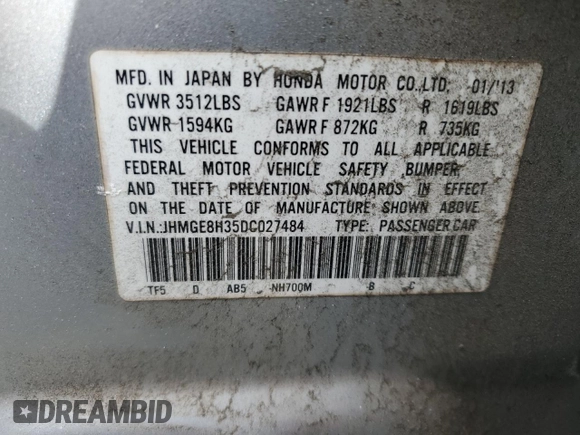 MFD. IN JAPAN BY HONDA MOTOR CO.,LTD. 01/'13
GVWR 3512LBS GAWR F 1921LBS R 1619LBS
GVWR 1594KG GAWR F 872KG R 735KG
THIS VEHICLE CONFORMS TO ALL APPLICABLE
FEDERAL MOTOR VEHICLE SAFETY BUMPER,
AND THEFT PREVENTION STANDARDS IN EFFECT
ON THE DATE OF MANUFACTURE SHOWN ABOVE.
V.I.N.:JHMGE8H35DC027484 TYPE: PASSENGER CAR
TF5 D AB5 NH700M B C
DREAMBID